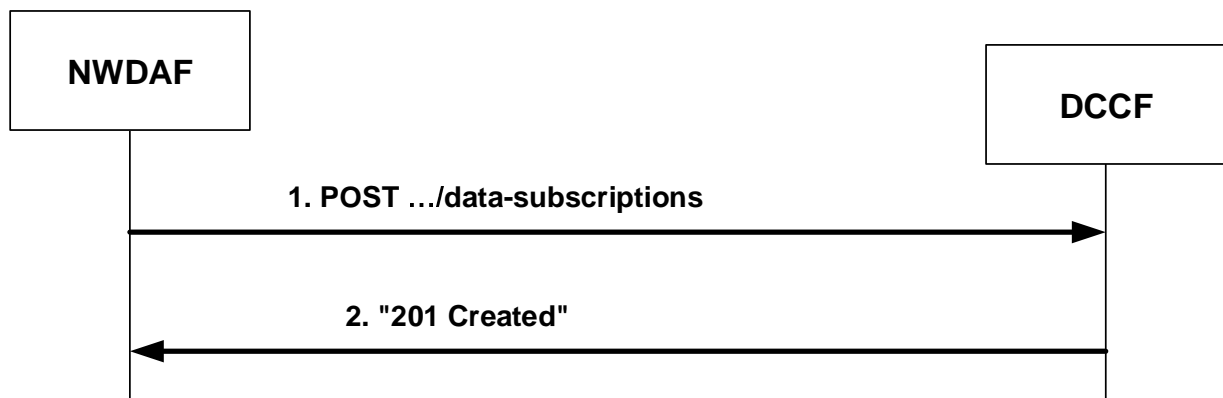 NWDAF
DCCF
1. POST …/data-subscriptions
2. "201 Created"